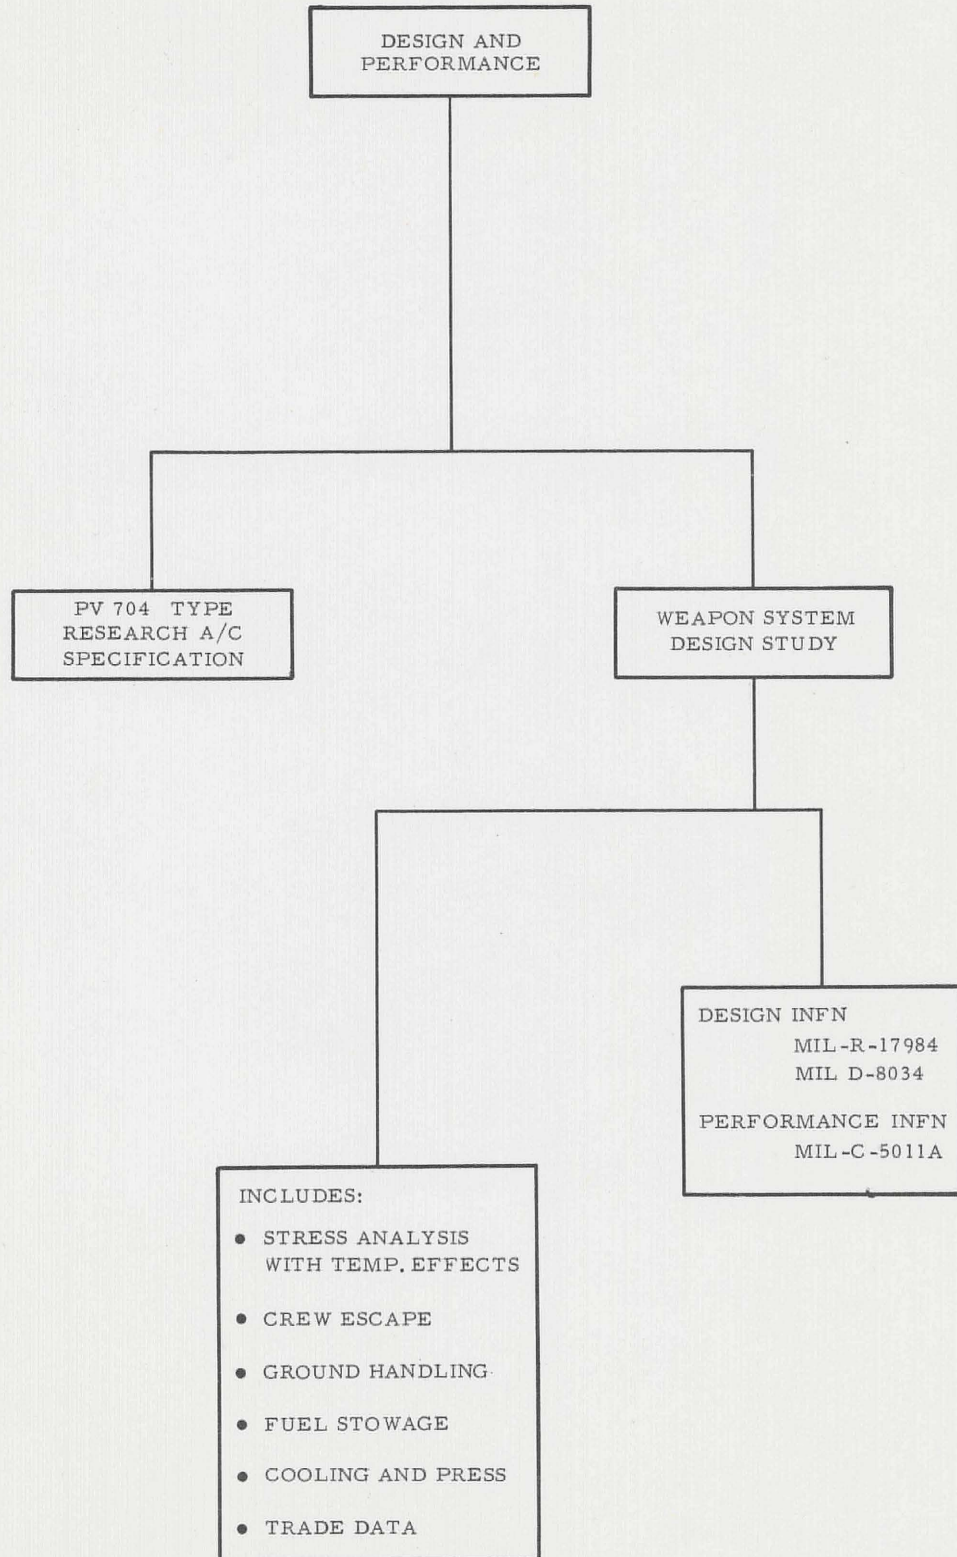 DESIGN AND
PERFORMANCE
PV 704 TYPE
RESEARCH A/C
SPECIFICATION
WEAPON SYSTEM
DESIGN STUDY
DESIGN INFN
MIL-R-17984
MIL D-8034
PERFORMANCE INFN
MIL-C-5011A
INCLUDES:
• STRESS ANALYSIS
WITH TEMP. EFFECTS
• CREW ESCAPE
• GROUND HANDLING
• FUEL STOWAGE
• COOLING AND PRESS
• TRADE DATA